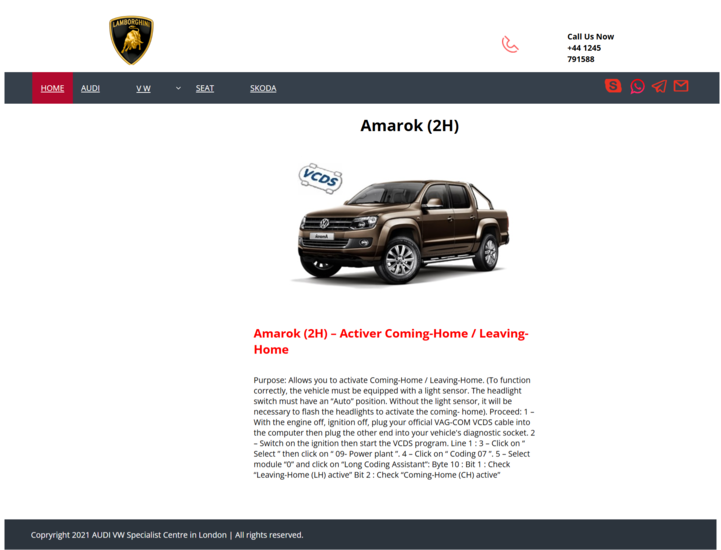 LAMBORGHINI
Call Us Now
+44 1245
791588
HOME
AUDI
V W
SEAT
SKODA
Amarok (2H)
VCDS
Amarok
Amarok (2H) – Activer Coming-Home / Leaving-
Home
Purpose: Allows you to activate Coming-Home / Leaving-Home. (To function
correctly, the vehicle must be equipped with a light sensor. The headlight
switch must have an “Auto” position. Without the light sensor, it will be
necessary to flash the headlights to activate the coming- home). Proceed: 1 –
With the engine off, ignition off, plug your official VAG-COM VCDS cable into
the computer then plug the other end into your vehicle's diagnostic socket. 2
– Switch on the ignition then start the VCDS program. Line 1 : 3 – Click on “
Select ” then click on “ 09- Power plant ”. 4 – Click on “ Coding 07 ”. 5 – Select
module “0” and click on “Long Coding Assistant”: Byte 10 : Bit 1 : Check
“Leaving-Home (LH) active” Bit 2 : Check “Coming-Home (CH) active”
Copryright 2021 AUDI VW Specialist Centre in London | All rights reserved.